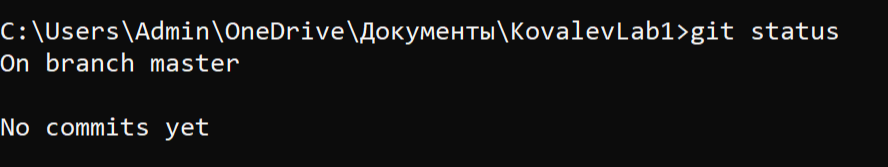 C:\Users\Admin\OneDrive\Документы\KovalevLab1>git status
On branch master
No commits yet